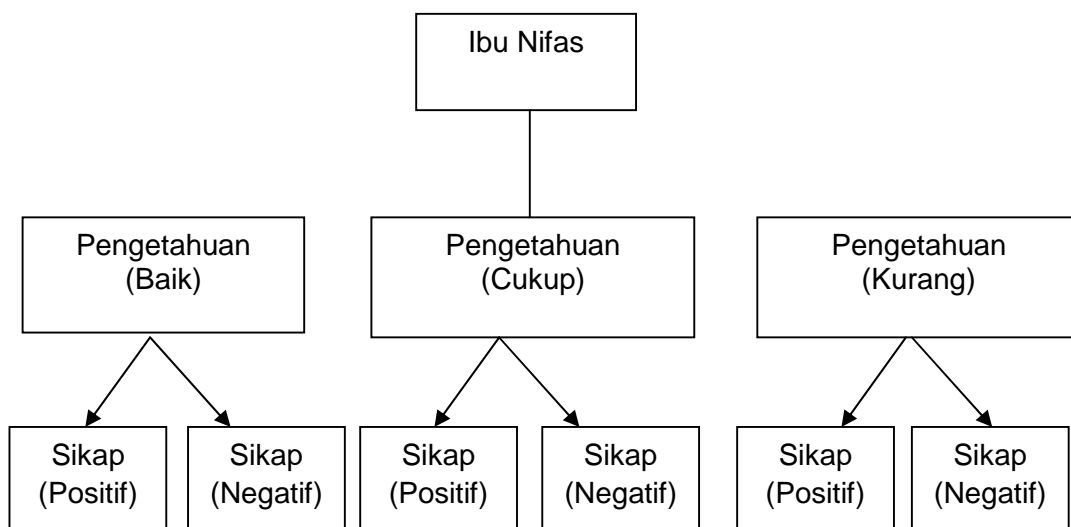 Ibu Nifas
Pengetahuan
(Baik)
Pengetahuan
(Cukup)
Pengetahuan
(Kurang)
Sikap
(Positif)
Sikap
(Negatif)
Sikap
(Positif)
Sikap
(Negatif)
Sikap
(Positif)
Sikap
(Negatif)